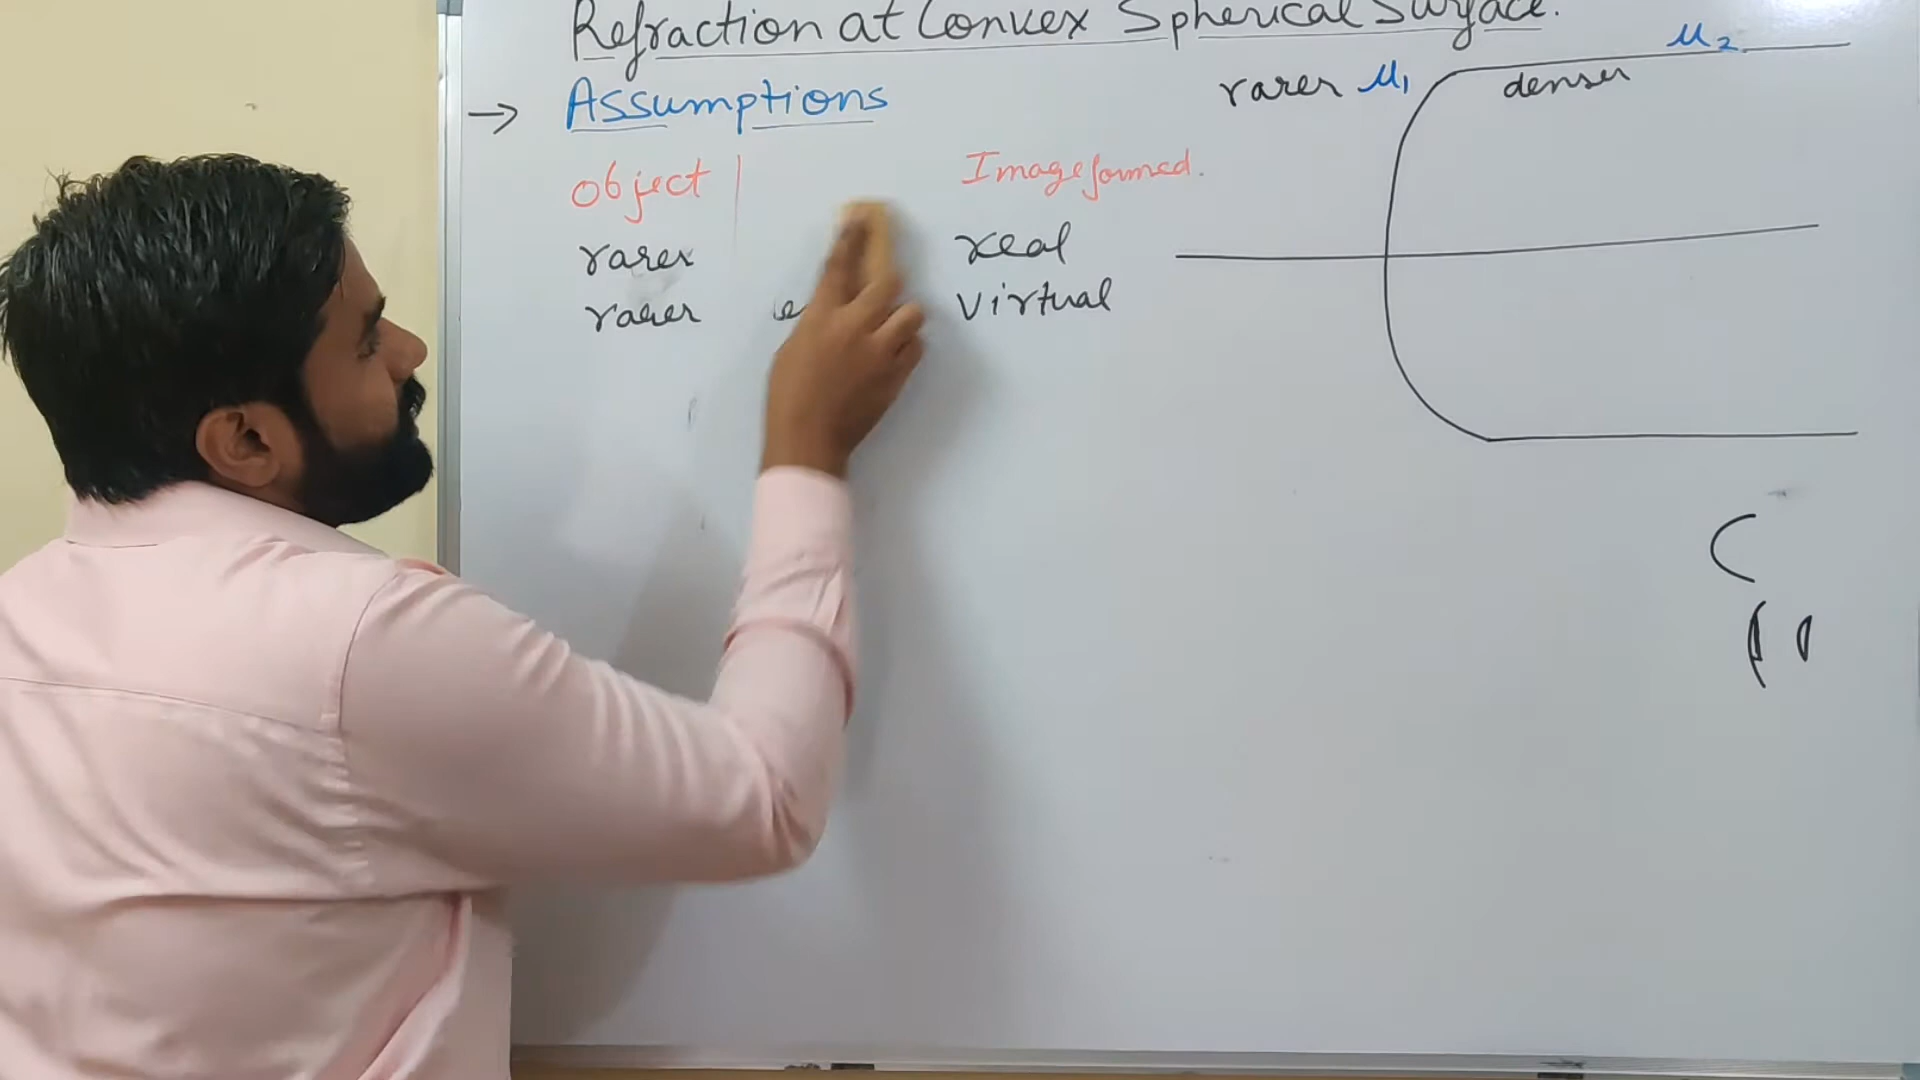 Refraction at Convex Spherical Surface.
→ Assumptions
Object | Image formed.
rarer real
rarer virtual
rarer μ1
μ2
denser